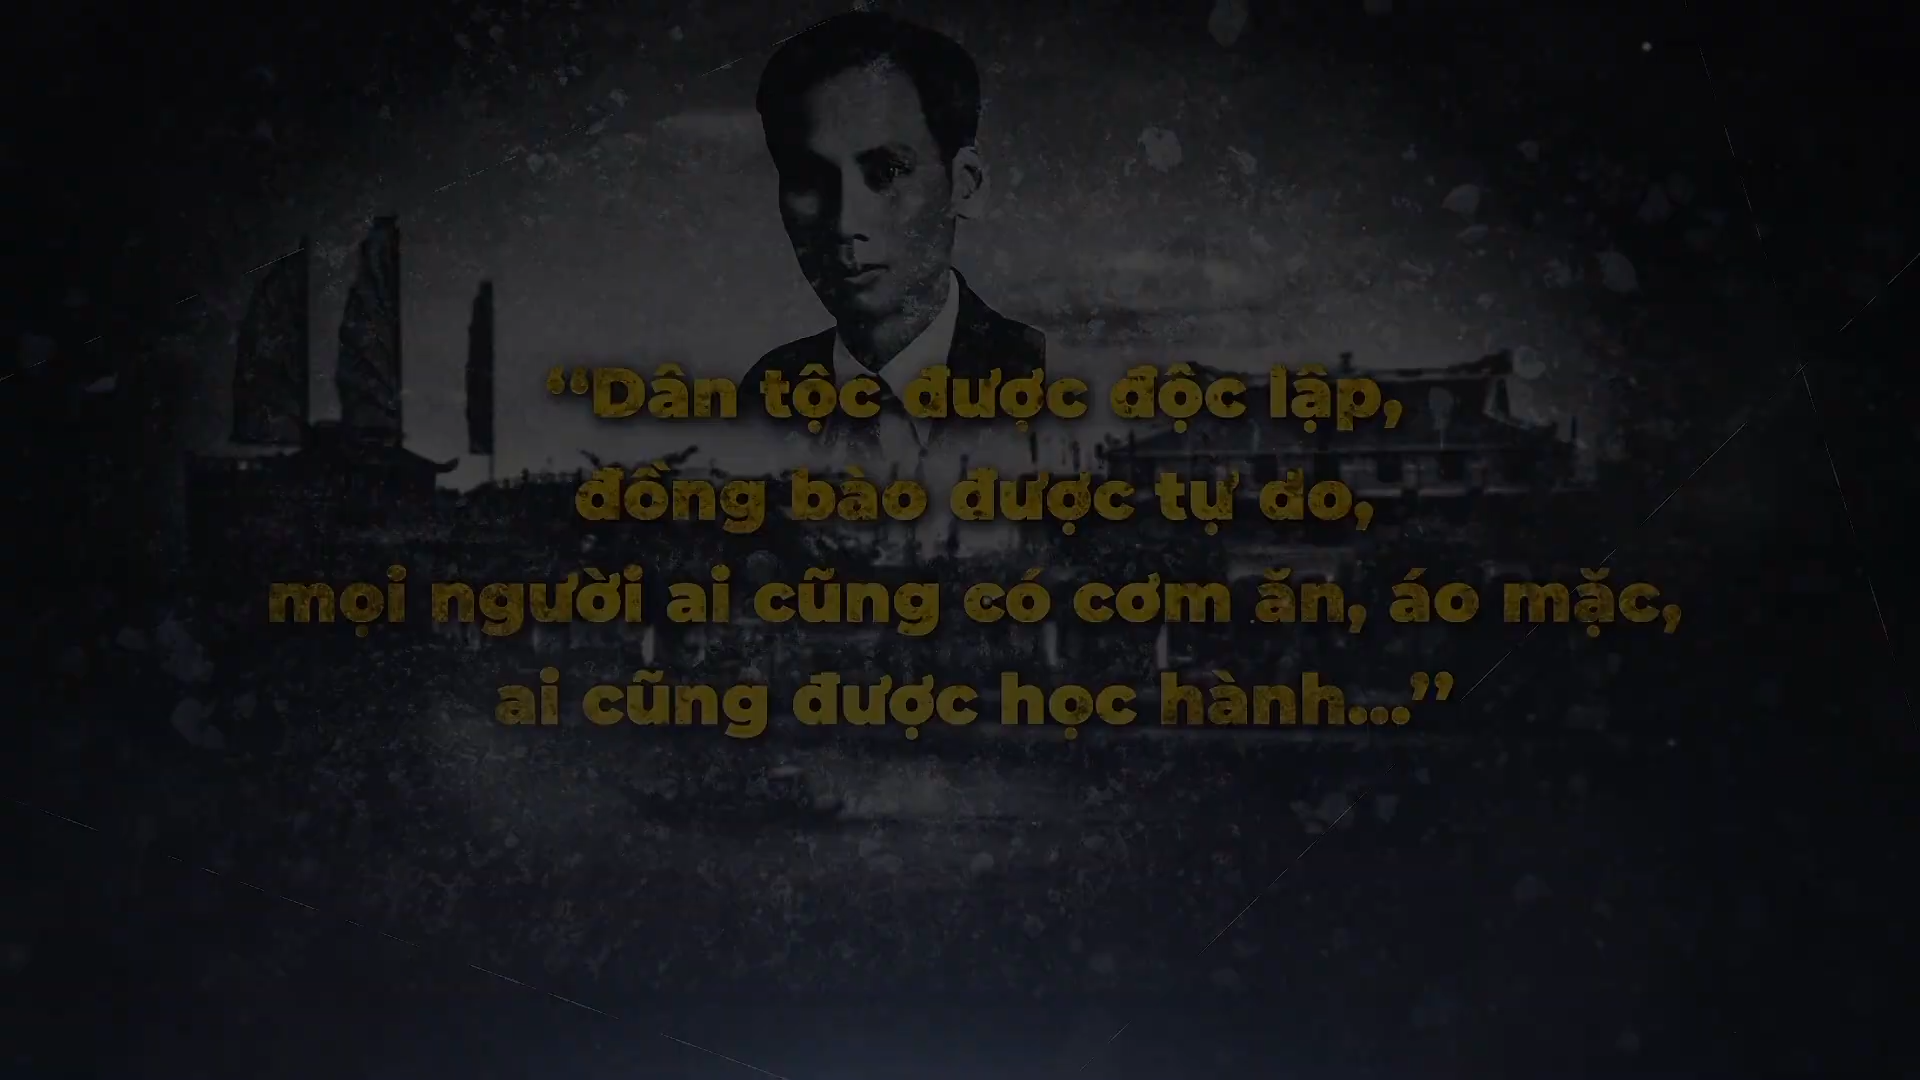 “Dân tộc được độc lập,
đồng bào được tự do,
mọi người ai cũng có cơm ăn, áo mặc,
ai cũng được học hành...”